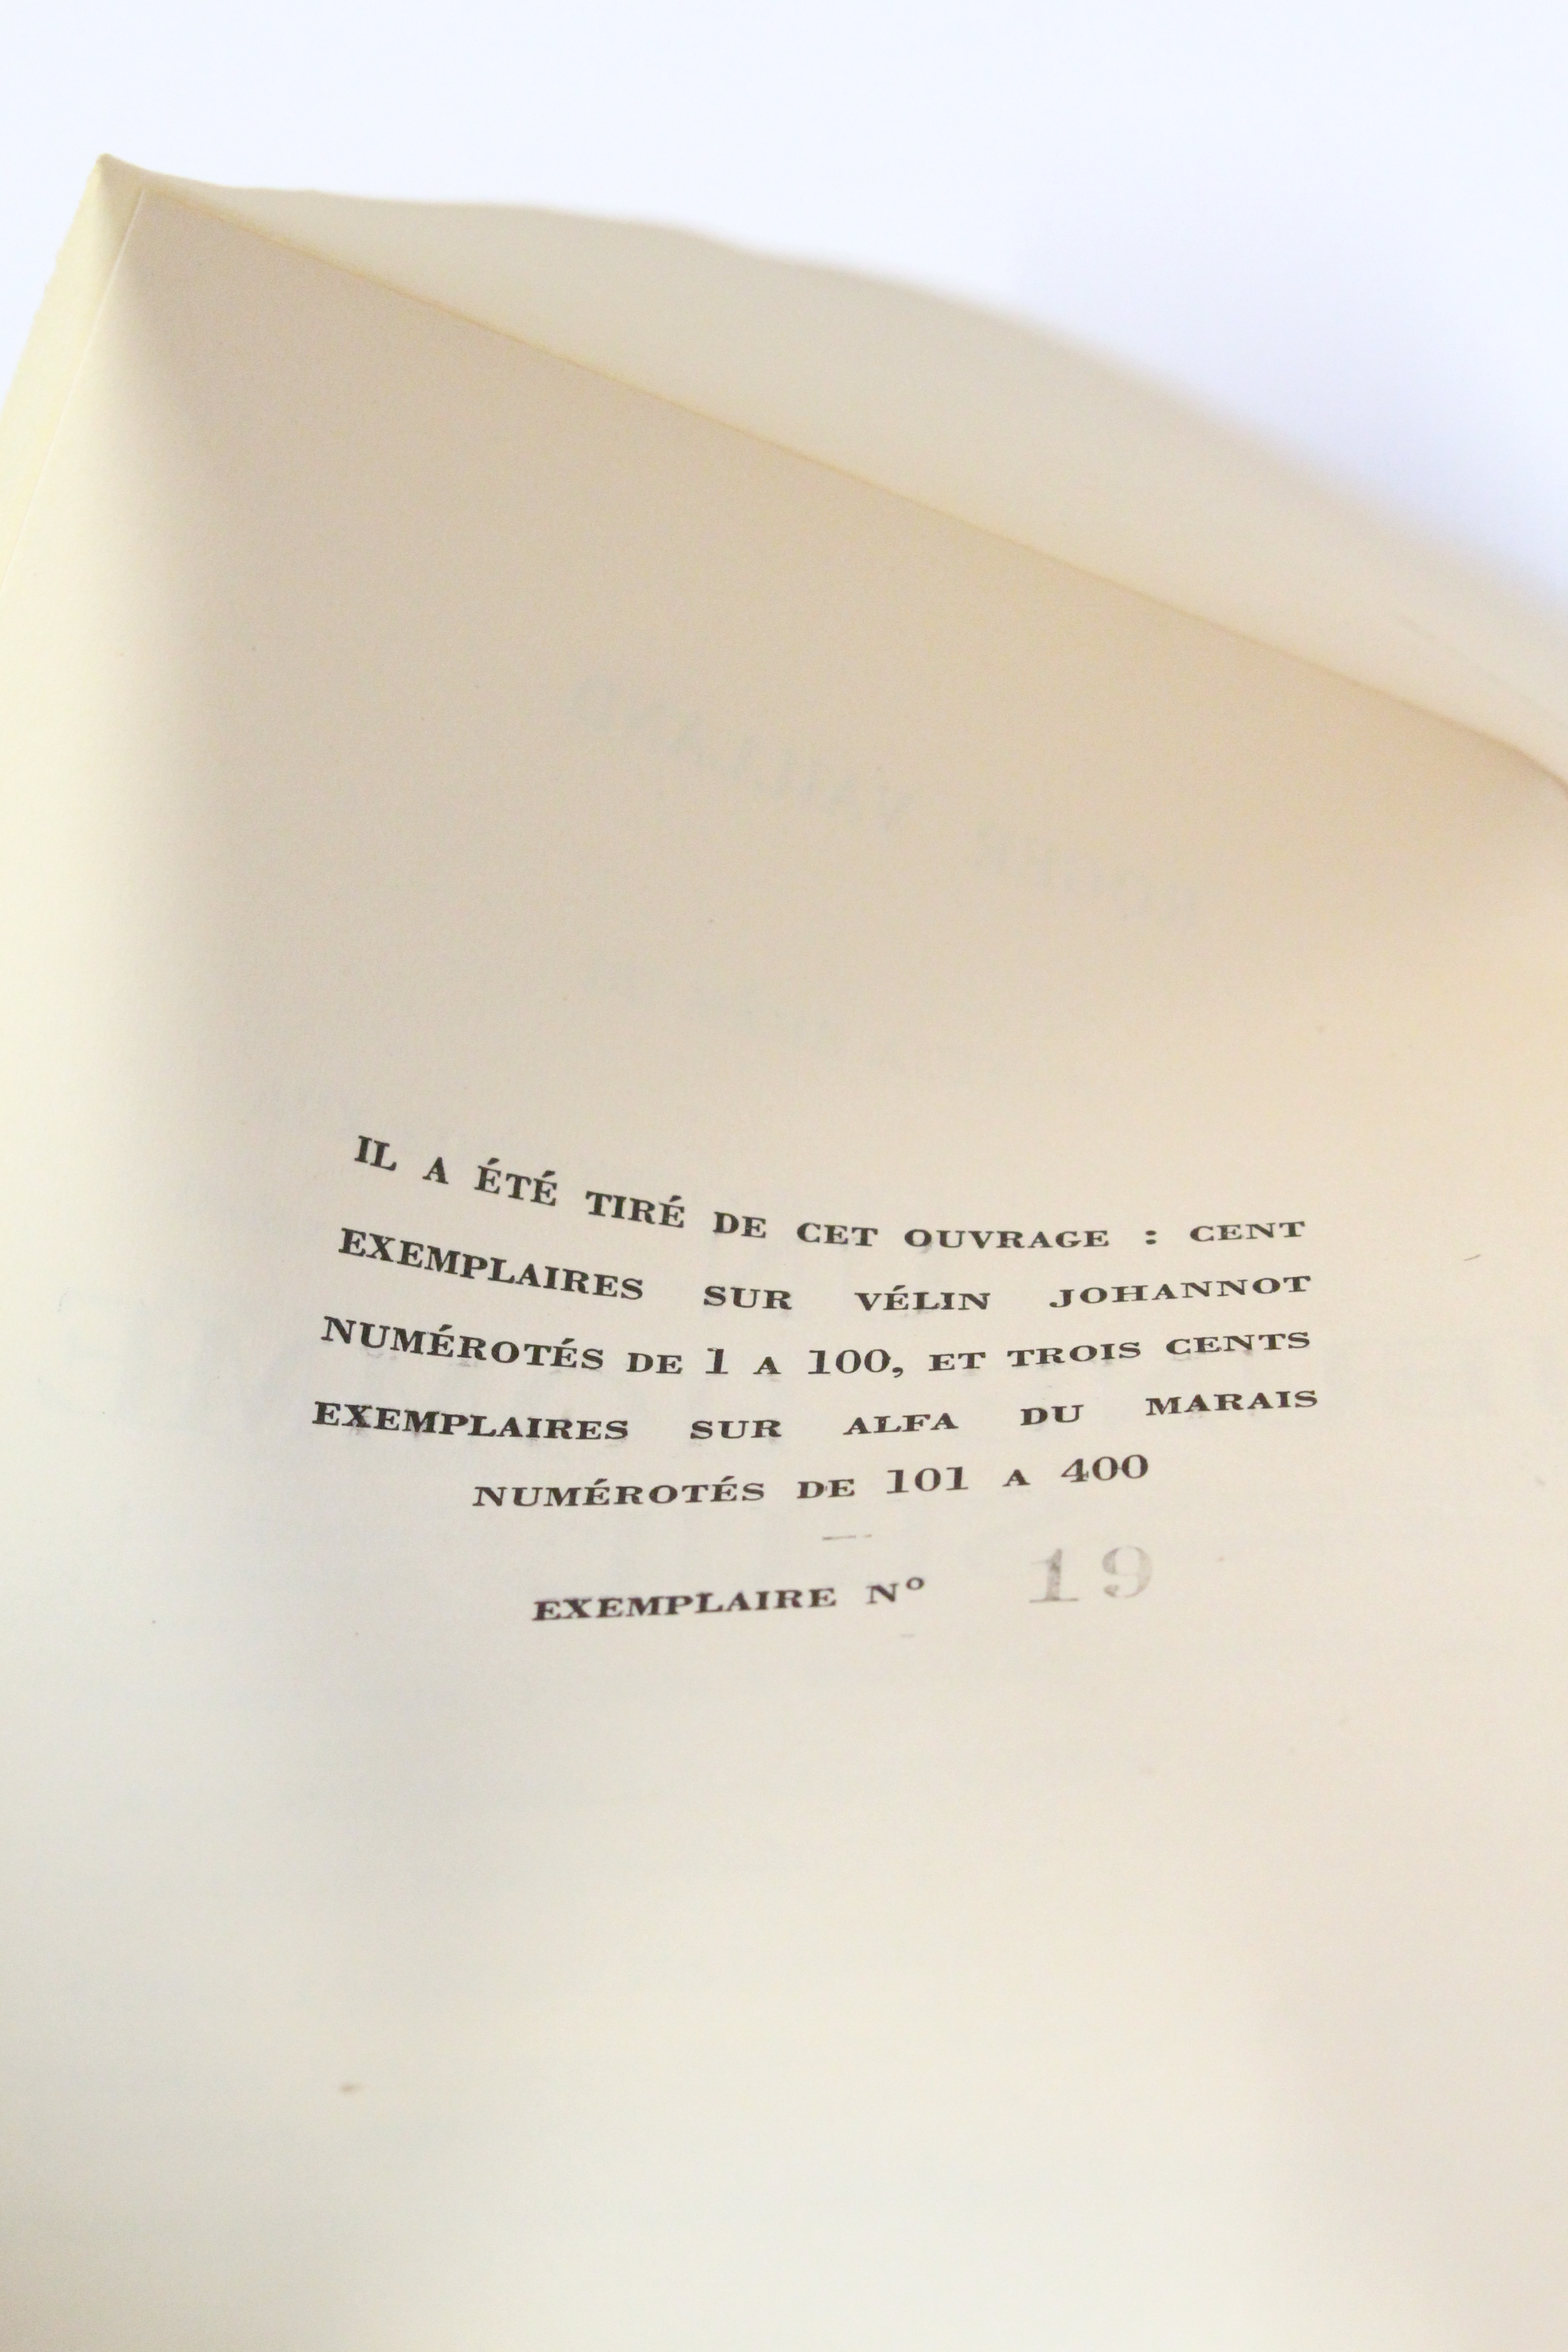 IL A ÉTÉ TIRÉ DE CET OUVRAGE : CENT
EXEMPLAIRES SUR VÉLIN JOHANNOT
NUMÉROTÉS DE 1 A 100, ET TROIS CENTS
EXEMPLAIRES SUR ALFA DU MARAIS
NUMÉROTÉS DE 101 A 400
EXEMPLAIRE Nº 19